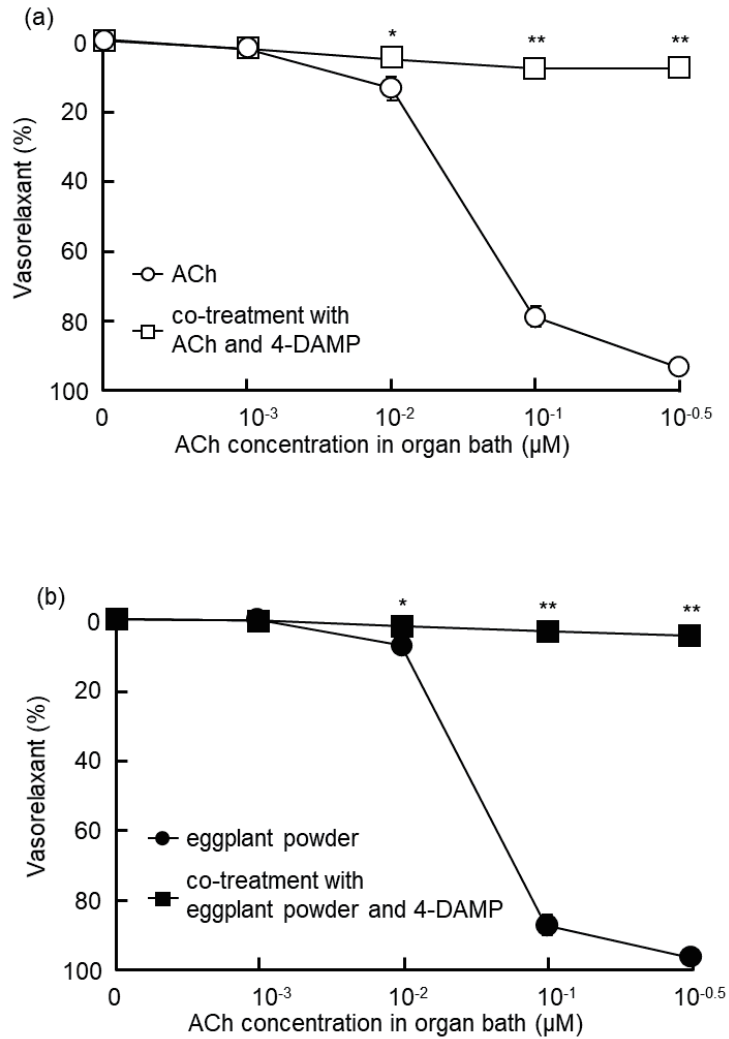 (a)
* ** **
0
20
40
60
80
100
Vasorelaxant (%)
ACh
co-treatment with
ACh and 4-DAMP
0 10⁻³ 10⁻² 10⁻¹ 10⁻⁰·⁵
ACh concentration in organ bath (µM)
(b)
* ** **
0
20
40
60
80
100
Vasorelaxant (%)
eggplant powder
co-treatment with
eggplant powder and 4-DAMP
0 10⁻³ 10⁻² 10⁻¹ 10⁻⁰·⁵
ACh concentration in organ bath (µM)